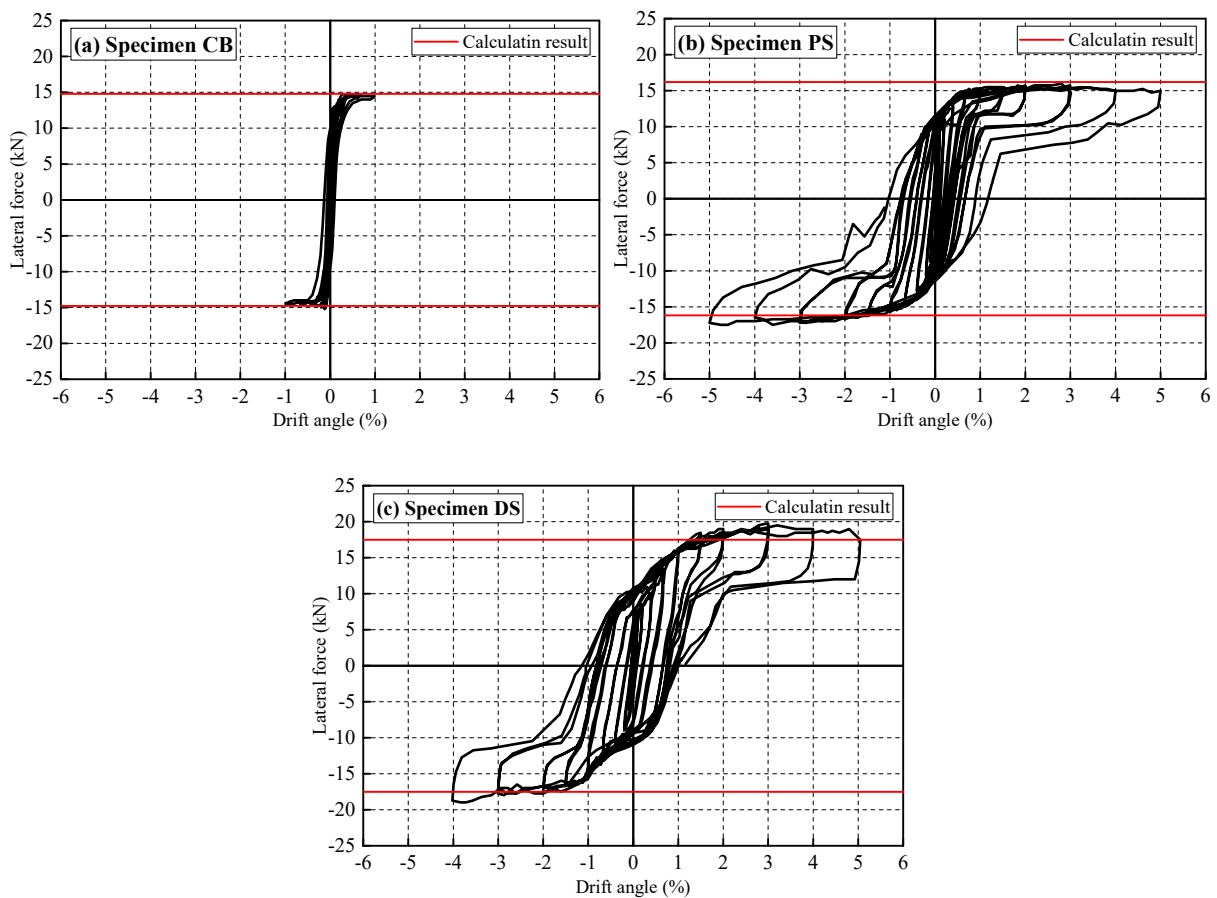 (a) Specimen CB
Calculatin result
25
20
15
10
5
0
-5
-10
-15
-20
-25
Lateral force (kN)
-6 -5 -4 -3 -2 -1 0 1 2 3 4 5 6
Drift angle (%)
(b) Specimen PS
Calculatin result
25
20
15
10
5
0
-5
-10
-15
-20
-25
Lateral force (kN)
-6 -5 -4 -3 -2 -1 0 1 2 3 4 5 6
Drift angle (%)
(c) Specimen DS
Calculatin result
25
20
15
10
5
0
-5
-10
-15
-20
-25
Lateral force (kN)
-6 -5 -4 -3 -2 -1 0 1 2 3 4 5 6
Drift angle (%)